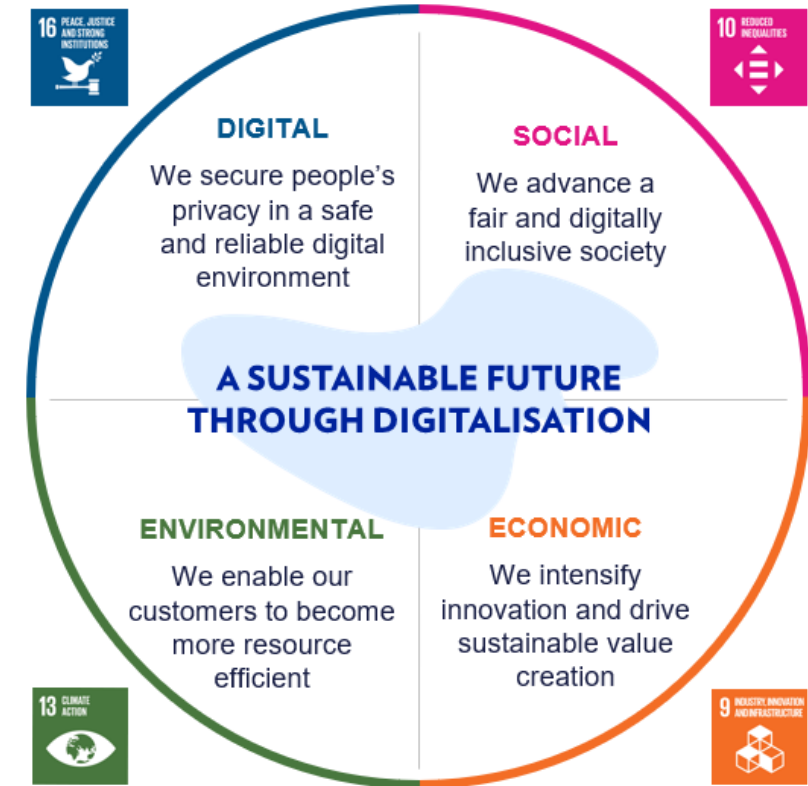 16 PEACE, JUSTICE
AND STRONG
INSTITUTIONS
10 REDUCED
INEQUALITIES
DIGITAL
We secure people's
privacy in a safe
and reliable digital
environment
SOCIAL
We advance a
fair and digitally
inclusive society
A SUSTAINABLE FUTURE
THROUGH DIGITALISATION
ENVIRONMENTAL
We enable our
customers to become
more resource
efficient
ECONOMIC
We intensify
innovation and drive
sustainable value
creation
13 CLIMATE
ACTION
9 INDUSTRY, INNOVATION
AND INFRASTRUCTURE